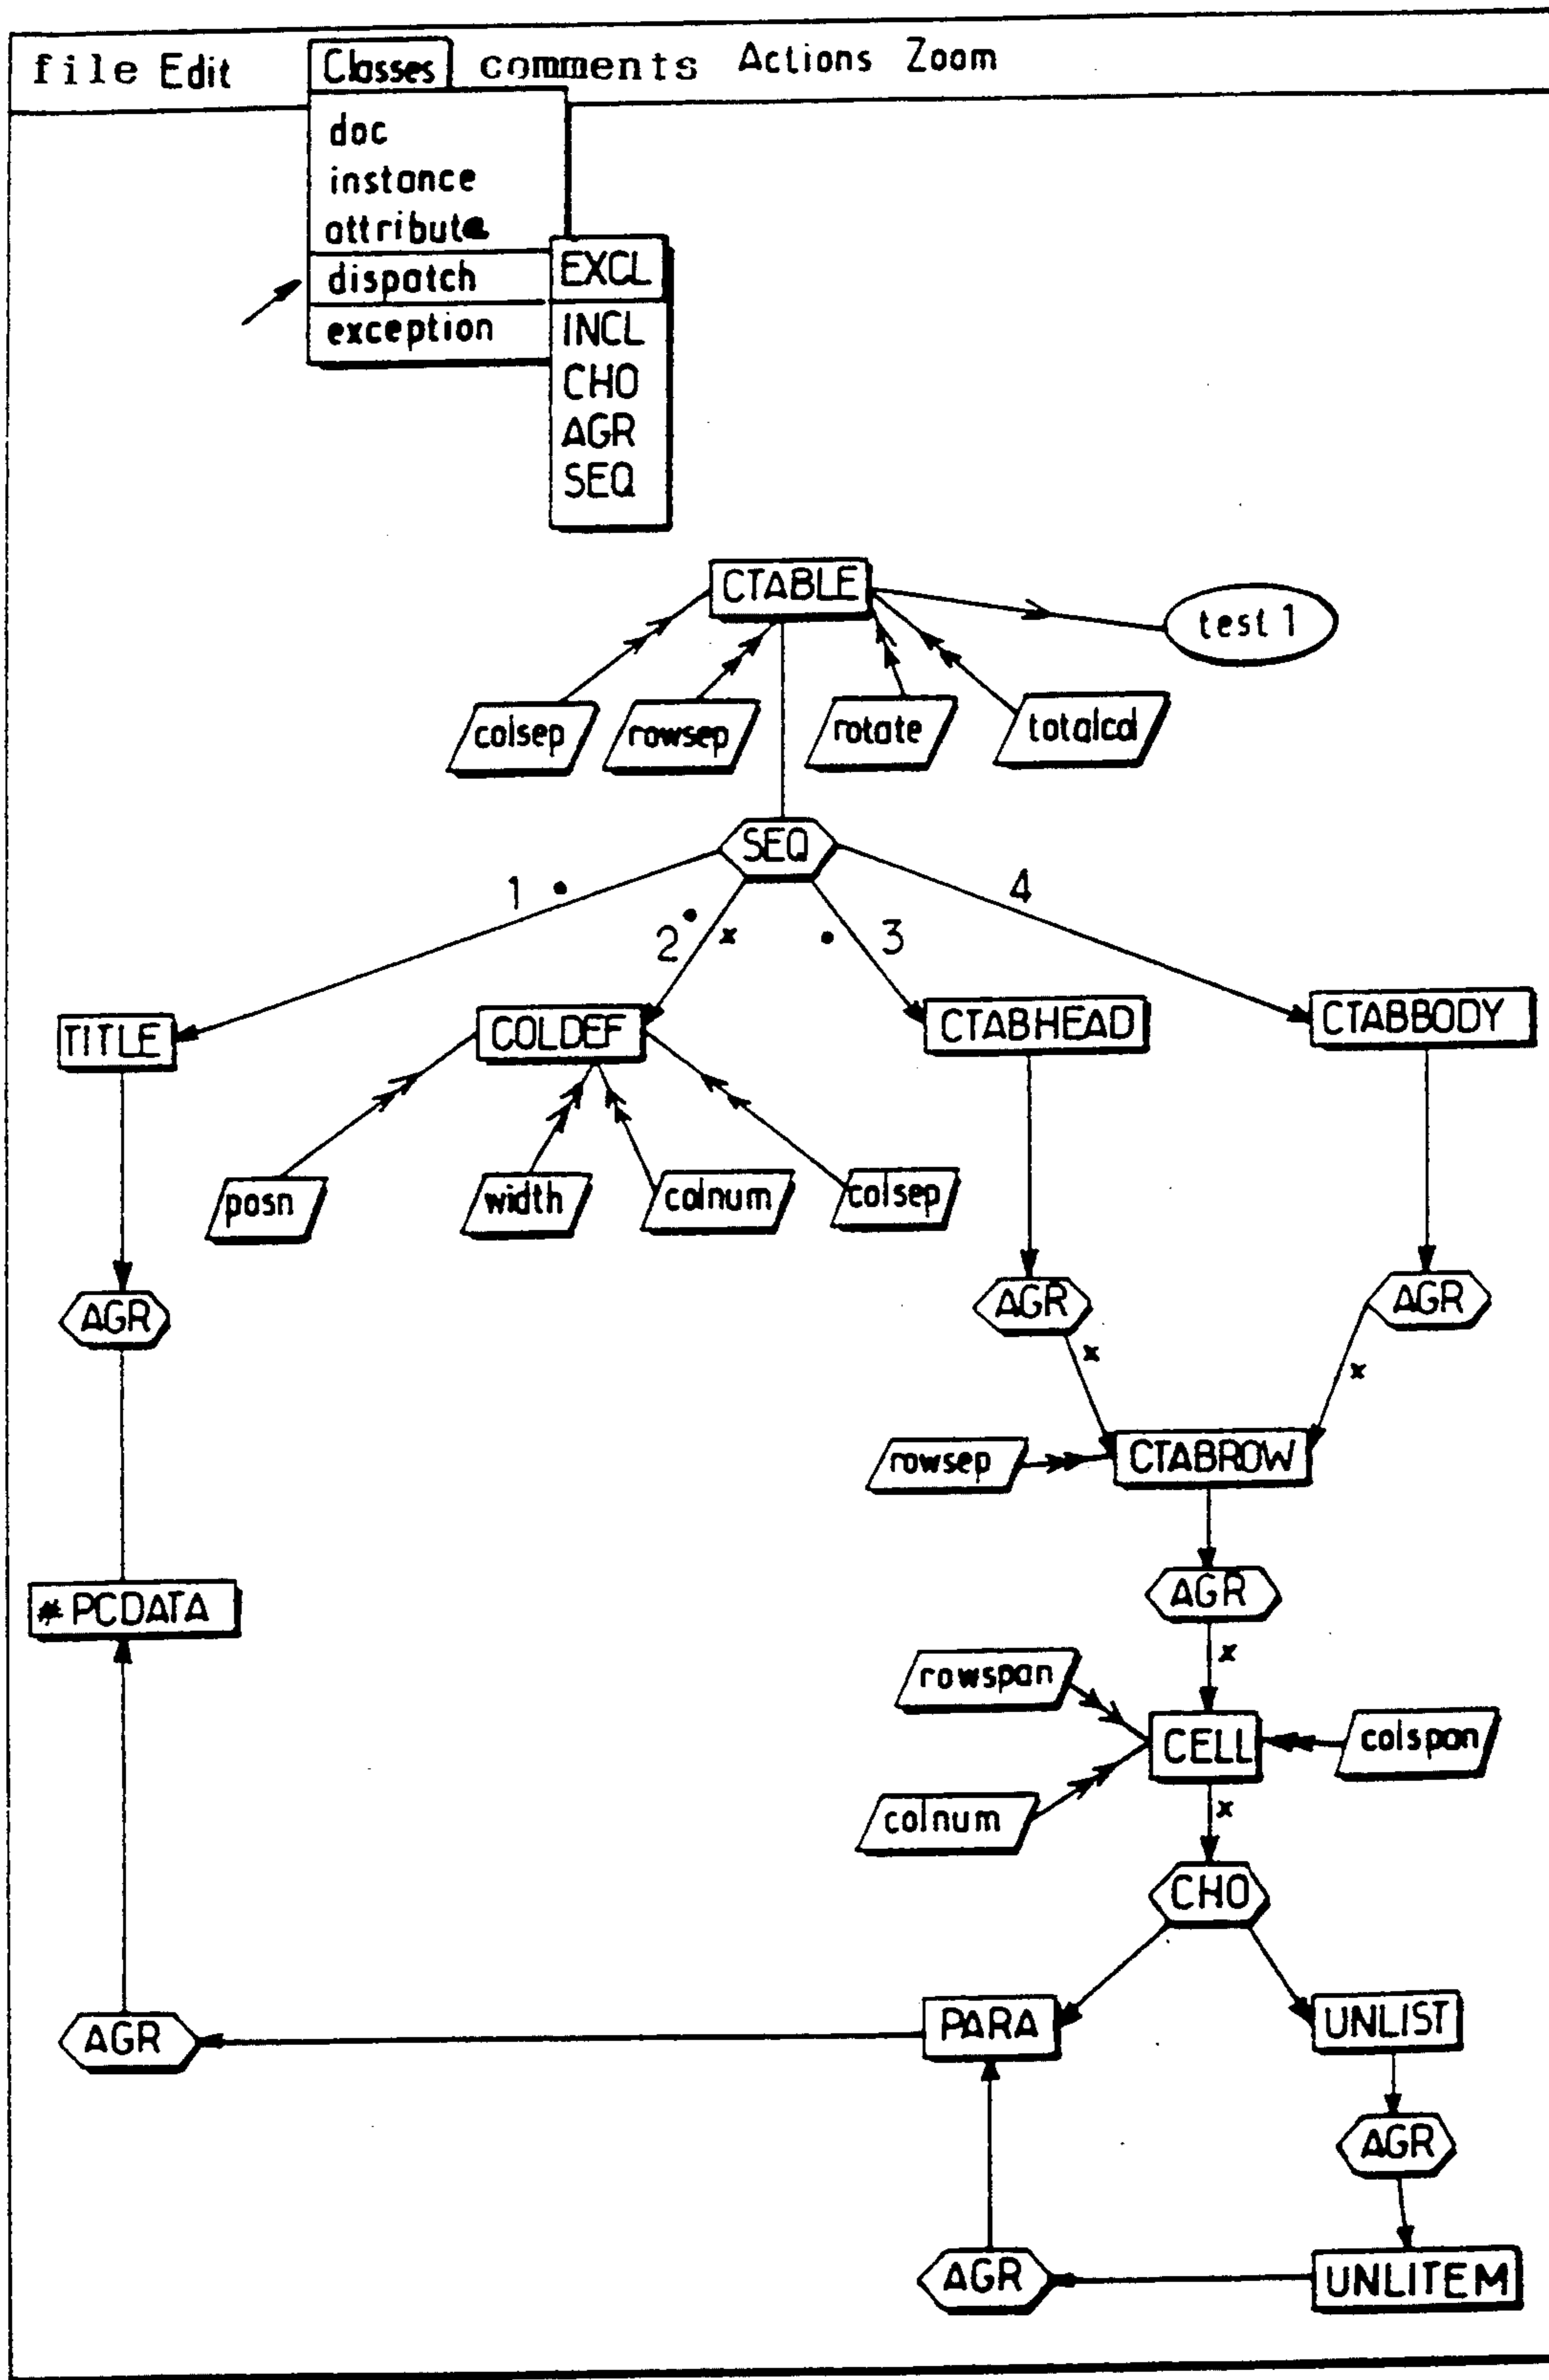 file Edit Classes comments Actions Zoom
doc
instance
attribute
dispatch
exception
EXCL
INCL
CHO
AGR
SEQ
CTABLE
test 1
colsep rowsep rotate totalcol
SEQ
1 • 2 • x • 3 4
TITLE COLDEF CTABHEAD CTABBODY
posn width colnum colsep
AGR AGR AGR
x x
rowsep CTABROW
AGR
# PCDATA
x
rowspan
CELL colspan
colnum
x
CHO
AGR PARA UNLIST
AGR
AGR UNLITEM